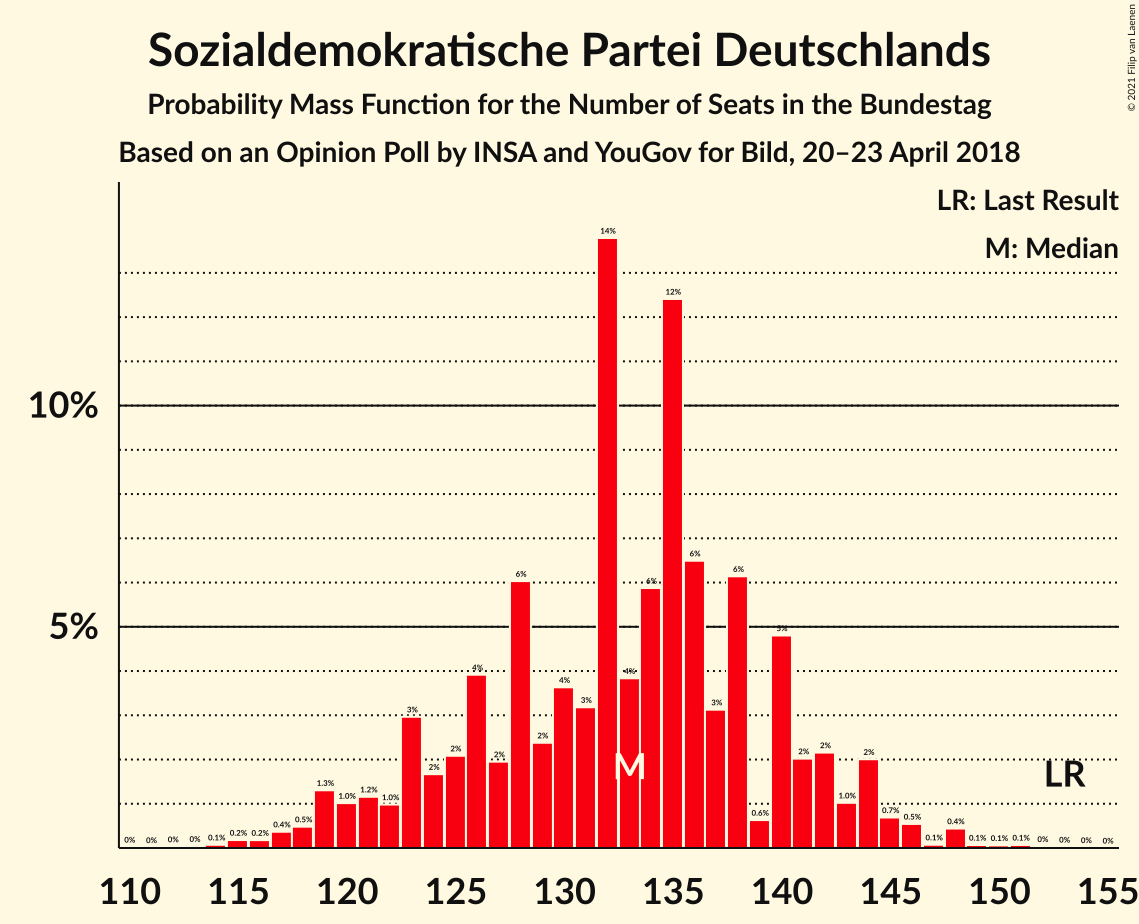 Sozialdemokratische Partei Deutschlands
Probability Mass Function for the Number of Seats in the Bundestag
Based on an Opinion Poll by INSA and YouGov for Bild, 20–23 April 2018
© 2021 Filip van Laenen
LR: Last Result
M: Median
10%
5%
0% 0% 0% 0% 0.1% 0.2% 0.2% 0.4% 0.5% 1.3% 1.0% 1.2% 1.0% 3% 2% 2% 4% 2% 6% 2% 4% 3% 14% 4% 6% 12% 6% 3% 6% 0.6% 5% 2% 2% 1.0% 2% 0.7% 0.5% 0.1% 0.4% 0.1% 0.1% 0.1% 0% 0% 0% 0%
M
LR
110 115 120 125 130 135 140 145 150 155